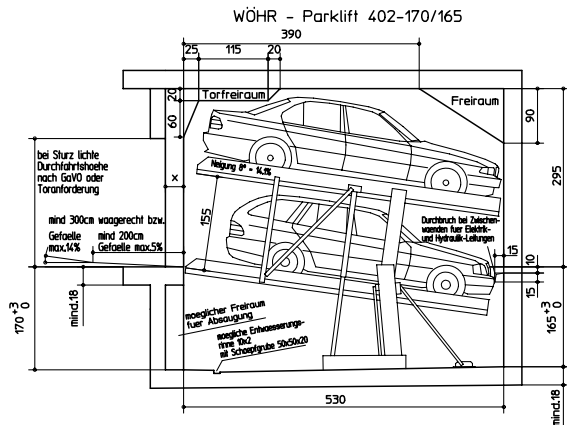 WÖHR - Parklift 402-170/165
390
25
115
20
20
60
Torfreiraum
Freiraum
90
295
bei Sturz lichte
Durchfahrtshoehe
nach GaVO oder
Toranforderung
x
Neigung 8° = 14,1%
155
mind 300cm waagerecht bzw.
Gefaelle
max.14%
mind 200cm
Gefaelle max.5%
Durchbruch bei Zwischen-
waenden fuer Elektrik-
und Hydraulik-Leitungen
15
10
15
mind.18
170 +3 0
165 +3 0
moeglicher Freiraum
fuer Absaugung
moegliche Entwaesserungs-
rinne 10x2
mit Schoepfgrube 50x50x20
530
mind.18